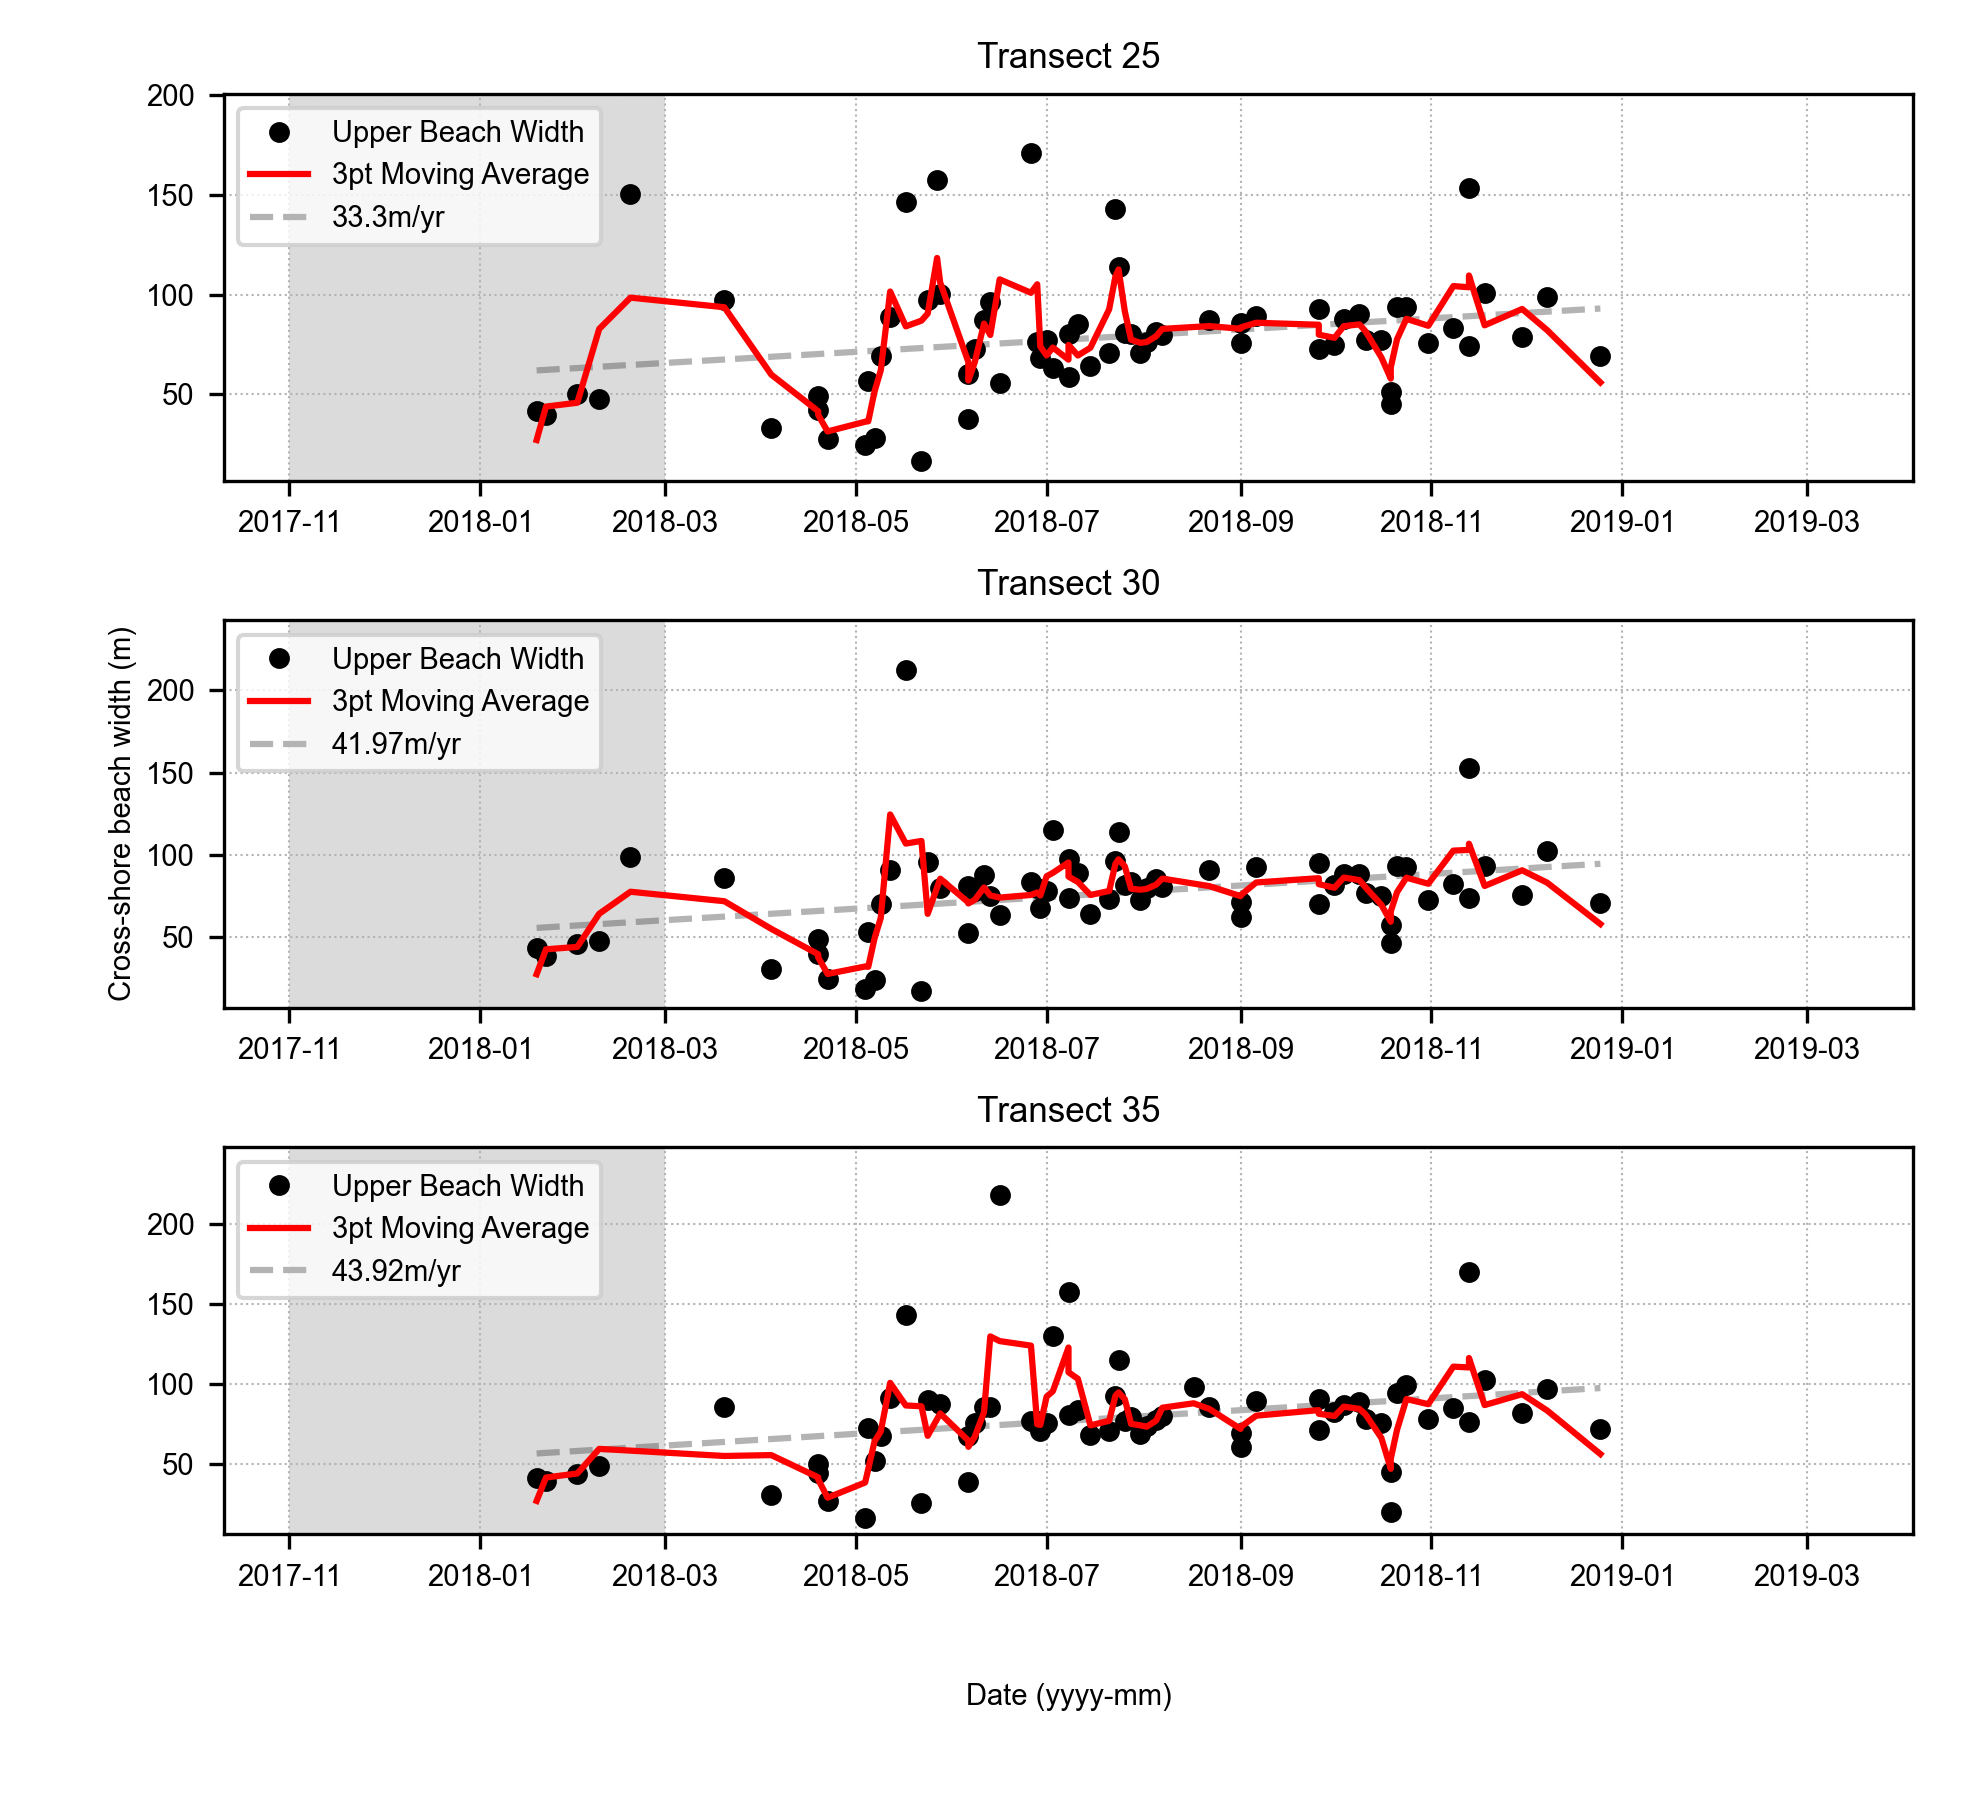 Transect 25
200
150
100
50
Upper Beach Width
3pt Moving Average
33.3m/yr
2017-11 2018-01 2018-03 2018-05 2018-07 2018-09 2018-11 2019-01 2019-03
Transect 30
Cross-shore beach width (m)
200
150
100
50
Upper Beach Width
3pt Moving Average
41.97m/yr
2017-11 2018-01 2018-03 2018-05 2018-07 2018-09 2018-11 2019-01 2019-03
Transect 35
200
150
100
50
Upper Beach Width
3pt Moving Average
43.92m/yr
2017-11 2018-01 2018-03 2018-05 2018-07 2018-09 2018-11 2019-01 2019-03
Date (yyyy-mm)